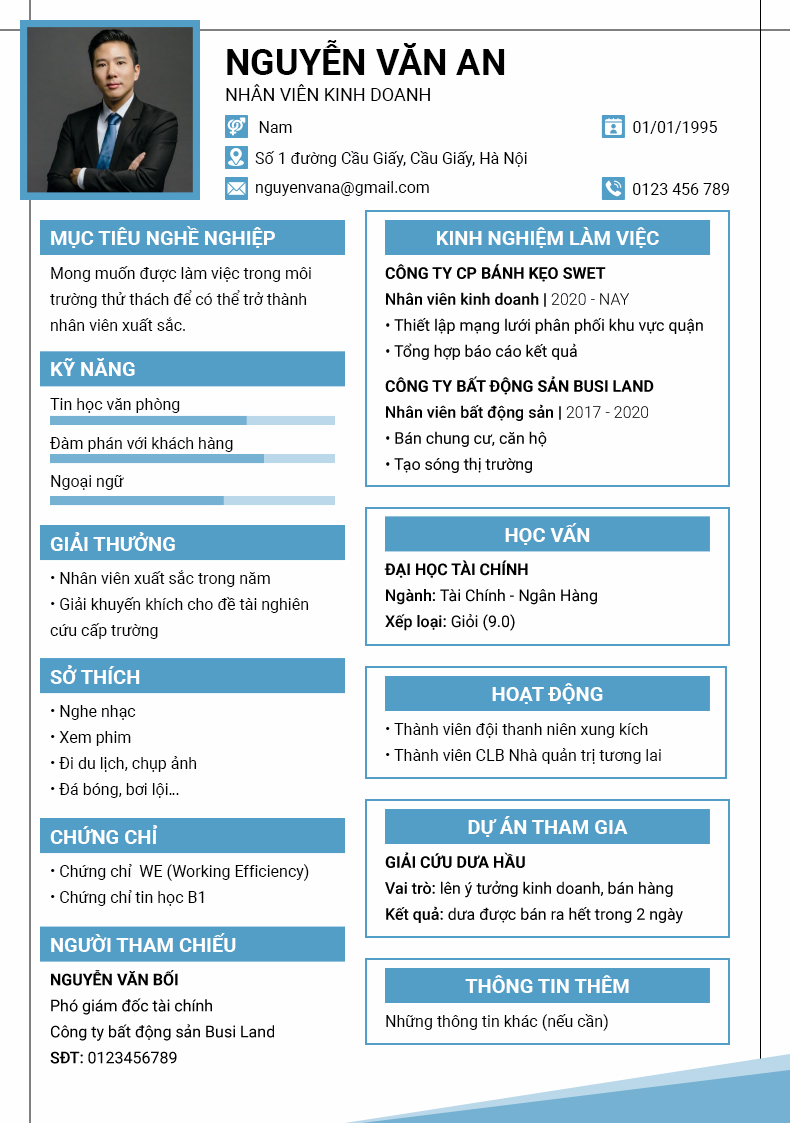 NGUYỄN VĂN AN
NHÂN VIÊN KINH DOANH
Nam
01/01/1995
Số 1 đường Cầu Giấy, Cầu Giấy, Hà Nội
nguyenvana@gmail.com
0123 456 789
MỤC TIÊU NGHỀ NGHIỆP
Mong muốn được làm việc trong môi
trường thử thách để có thể trở thành
nhân viên xuất sắc.
KỸ NĂNG
Tin học văn phòng
Đàm phán với khách hàng
Ngoại ngữ
GIẢI THƯỞNG
• Nhân viên xuất sắc trong năm
• Giải khuyến khích cho đề tài nghiên
cứu cấp trường
SỞ THÍCH
• Nghe nhạc
• Xem phim
• Đi du lịch, chụp ảnh
• Đá bóng, bơi lội...
CHỨNG CHỈ
• Chứng chỉ WE (Working Efficiency)
• Chứng chỉ tin học B1
NGƯỜI THAM CHIẾU
NGUYỄN VĂN BỐI
Phó giám đốc tài chính
Công ty bất động sản Busi Land
SĐT: 0123456789
KINH NGHIỆM LÀM VIỆC
CÔNG TY CP BÁNH KẸO SWET
Nhân viên kinh doanh | 2020 - NAY
• Thiết lập mạng lưới phân phối khu vực quận
• Tổng hợp báo cáo kết quả
CÔNG TY BẤT ĐỘNG SẢN BUSI LAND
Nhân viên bất động sản | 2017 - 2020
• Bán chung cư, căn hộ
• Tạo sóng thị trường
HỌC VẤN
ĐẠI HỌC TÀI CHÍNH
Ngành: Tài Chính - Ngân Hàng
Xếp loại: Giỏi (9.0)
HOẠT ĐỘNG
• Thành viên đội thanh niên xung kích
• Thành viên CLB Nhà quản trị tương lai
DỰ ÁN THAM GIA
GIẢI CỨU DƯA HẦU
Vai trò: lên ý tưởng kinh doanh, bán hàng
Kết quả: dưa được bán ra hết trong 2 ngày
THÔNG TIN THÊM
Những thông tin khác (nếu cần)